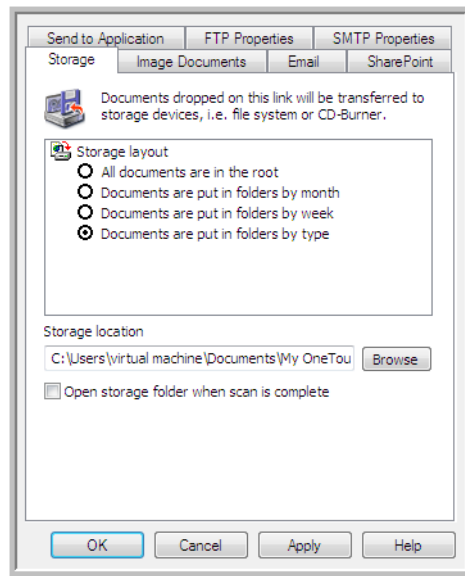 Send to Application FTP Properties SMTP Properties
Storage Image Documents Email SharePoint
Documents dropped on this link will be transferred to
storage devices, i.e. file system or CD-Burner.
Storage layout
All documents are in the root
Documents are put in folders by month
Documents are put in folders by week
Documents are put in folders by type
Storage location
C:\Users\virtual machine\Documents\My OneTou Browse
Open storage folder when scan is complete
OK Cancel Apply Help